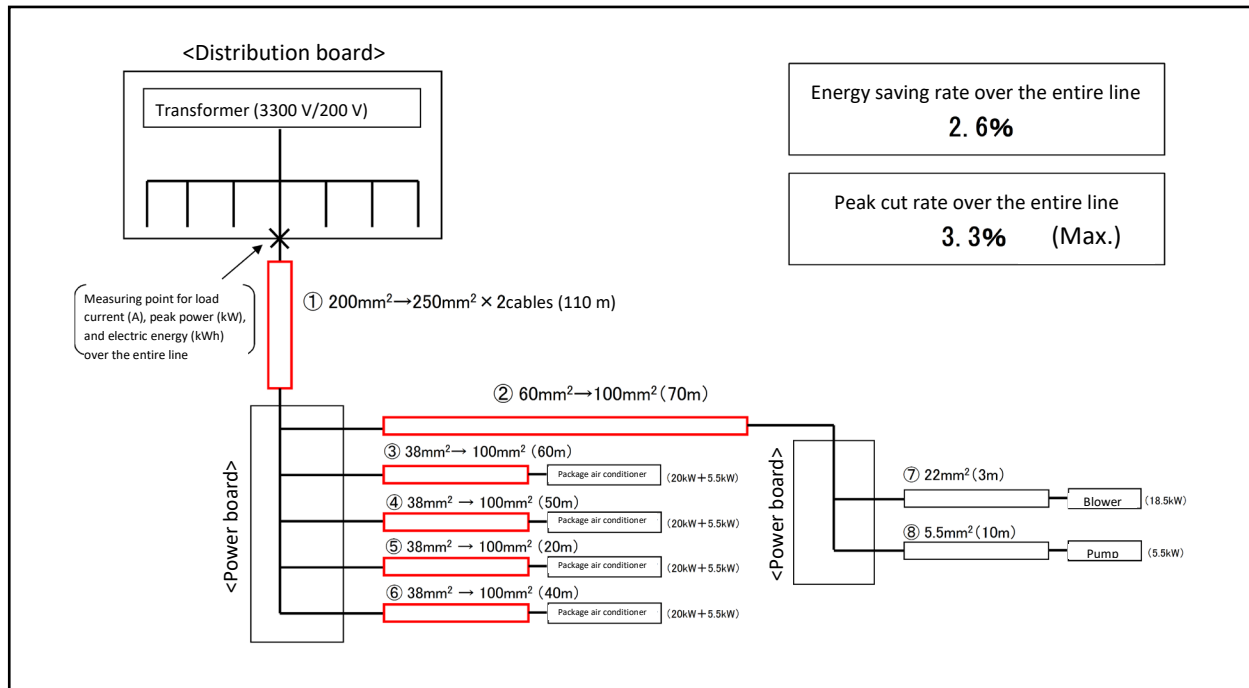 <Distribution board>
Transformer (3300 V/200 V)
Energy saving rate over the entire line
2.6%
Peak cut rate over the entire line
3.3% (Max.)
Measuring point for load
current (A), peak power (kW),
and electric energy (kWh)
over the entire line
① 200mm²→250mm²×2cables (110 m)
② 60mm²→100mm²(70m)
<Power board>
③ 38mm²→ 100mm² (60m)
Package air conditioner
(20kW+5.5kW)
④ 38mm² → 100mm² (50m)
Package air conditioner
(20kW+5.5kW)
⑤ 38mm² → 100mm² (20m)
Package air conditioner
(20kW+5.5kW)
⑥ 38mm² → 100mm² (40m)
Package air conditioner
(20kW+5.5kW)
<Power board>
⑦ 22mm²(3m)
Blower
(18.5kW)
⑧ 5.5mm²(10m)
Pump
(5.5kW)